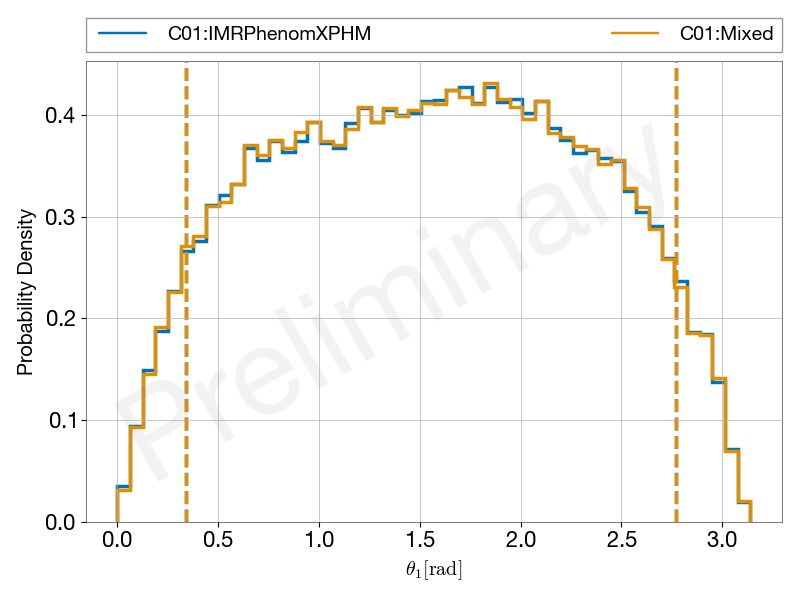 C01:IMRPhenomXPHM C01:Mixed
Probability Density
0.4
0.3
0.2
0.1
0.0
Preliminary
0.0 0.5 1.0 1.5 2.0 2.5 3.0
θ₁[rad]